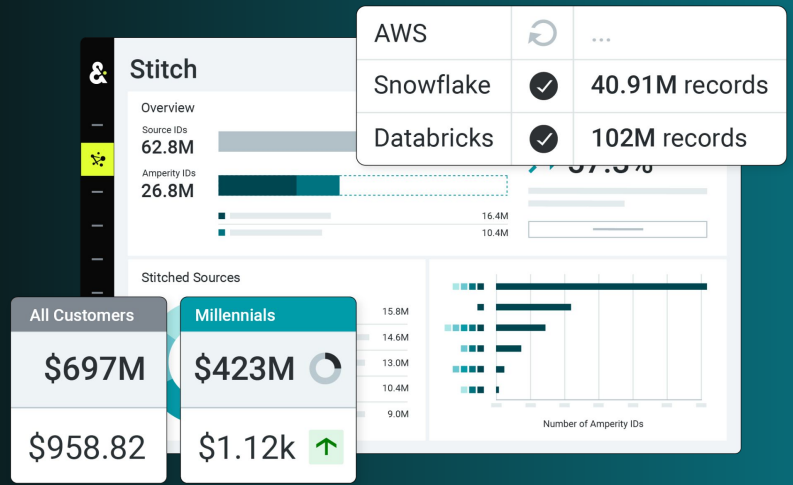 AWS ...
Snowflake 40.91M records
Databricks 102M records
&
Stitch
Overview
Source IDs
62.8M
Amperity IDs
26.8M
16.4M
10.4M
Stitched Sources
15.8M
14.6M
13.0M
10.4M
9.0M
Number of Amperity IDs
All Customers
$697M
$958.82
Millennials
$423M
$1.12k